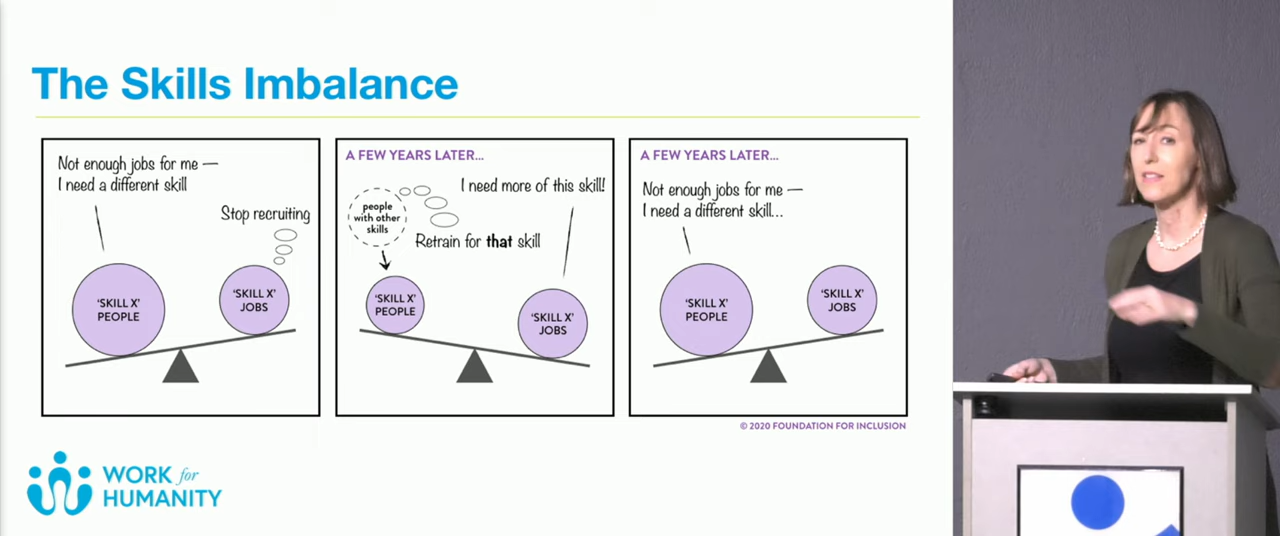 The Skills Imbalance
Not enough jobs for me —
I need a different skill
Stop recruiting
'SKILL X'
PEOPLE
'SKILL X'
JOBS
A FEW YEARS LATER...
people
with other
skills
I need more of this skill!
Retrain for that skill
'SKILL X'
PEOPLE
'SKILL X'
JOBS
A FEW YEARS LATER...
Not enough jobs for me —
I need a different skill...
'SKILL X'
PEOPLE
'SKILL X'
JOBS
© 2020 FOUNDATION FOR INCLUSION
WORK for
HUMANITY